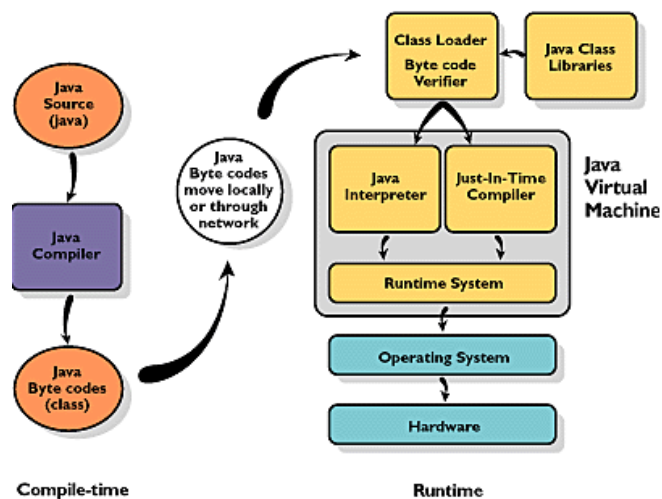 Java
Source
(java)
Java
Compiler
Java
Byte codes
(class)
Compile-time
Java
Byte codes
move locally
or through
network
Class Loader
Byte code
Verifier
Java Class
Libraries
Java
Interpreter
Just-In-Time
Compiler
Runtime System
Java
Virtual
Machine
Operating System
Hardware
Runtime